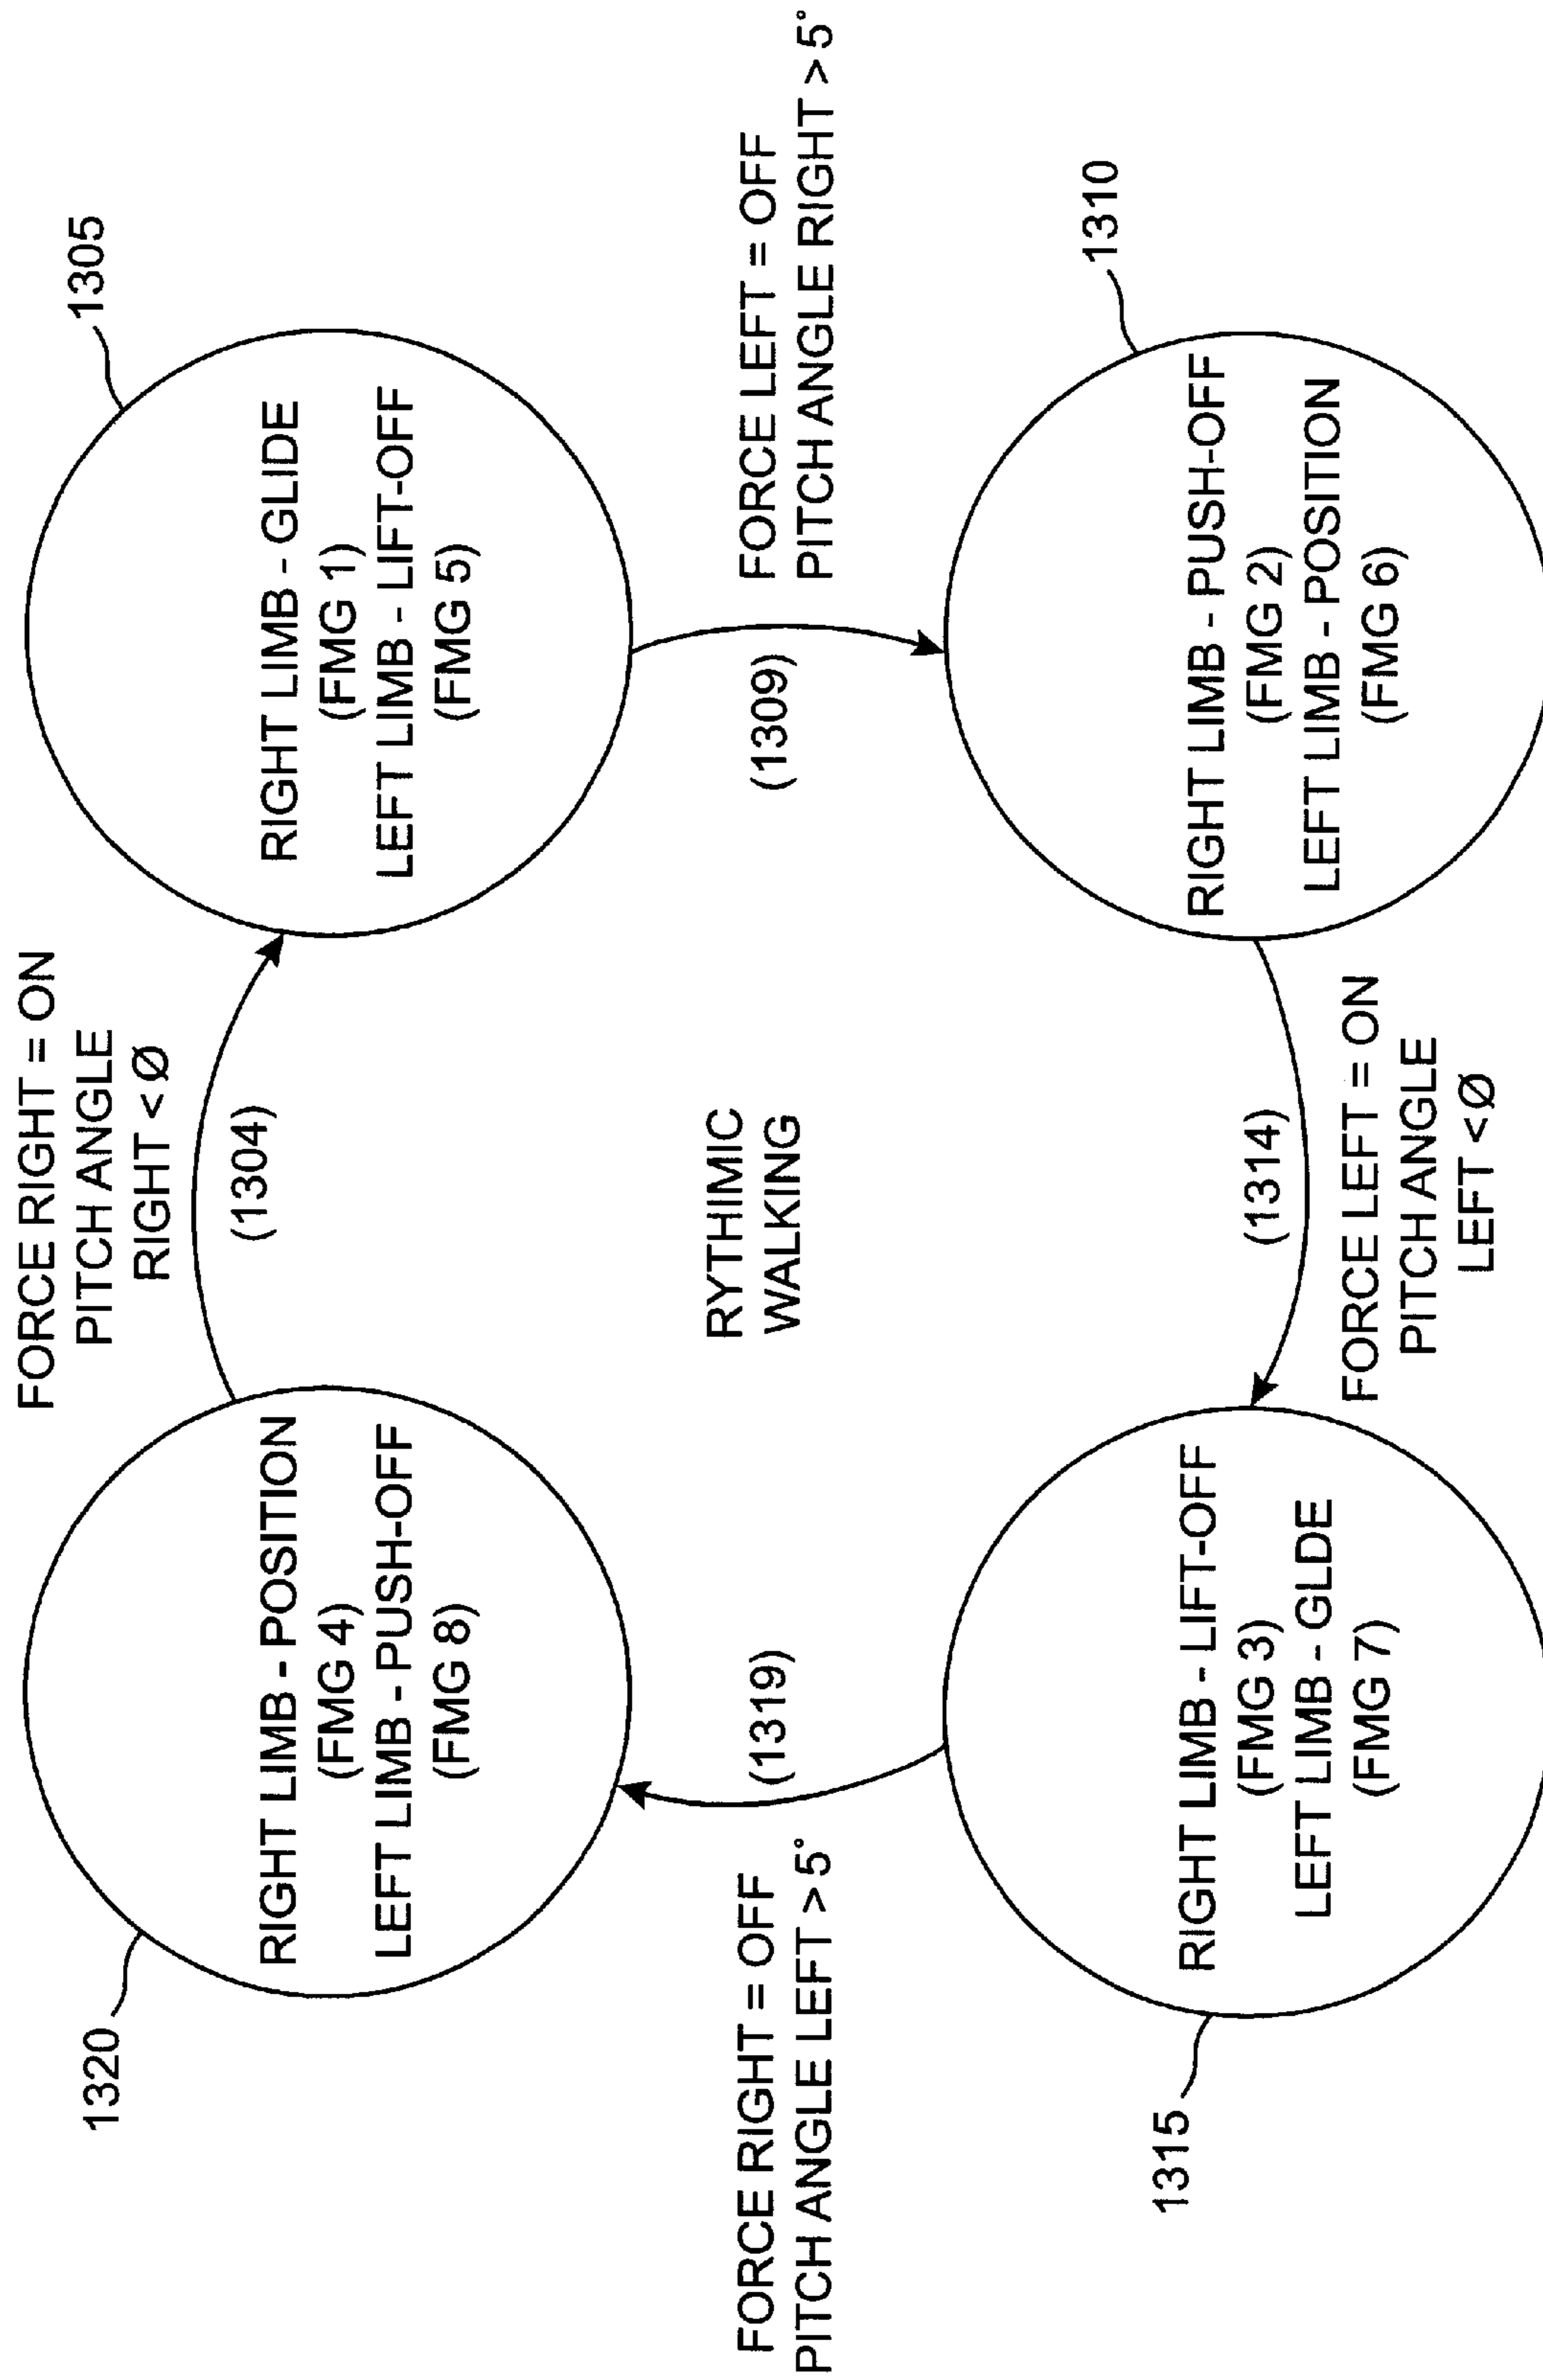 1320
RIGHT LIMB - POSITION
(FMG 4)
LEFT LIMB - PUSH-OFF
(FMG 8)
FORCE RIGHT = ON
PITCH ANGLE
RIGHT < Ø
(1304)
1305
RIGHT LIMB - GLIDE
(FMG 1)
LEFT LIMB - LIFT-OFF
(FMG 5)
FORCE RIGHT = OFF
PITCH ANGLE LEFT > 5°
(1319)
RYTHIMIC
WALKING
(1309)
FORCE LEFT = OFF
PITCH ANGLE RIGHT > 5°
1315
RIGHT LIMB - LIFT-OFF
(FMG 3)
LEFT LIMB - GLDE
(FMG 7)
(1314)
FORCE LEFT = ON
PITCH ANGLE
LEFT < Ø
1310
RIGHT LIMB - PUSH-OFF
(FMG 2)
LEFT LIMB - POSITION
(FMG 6)